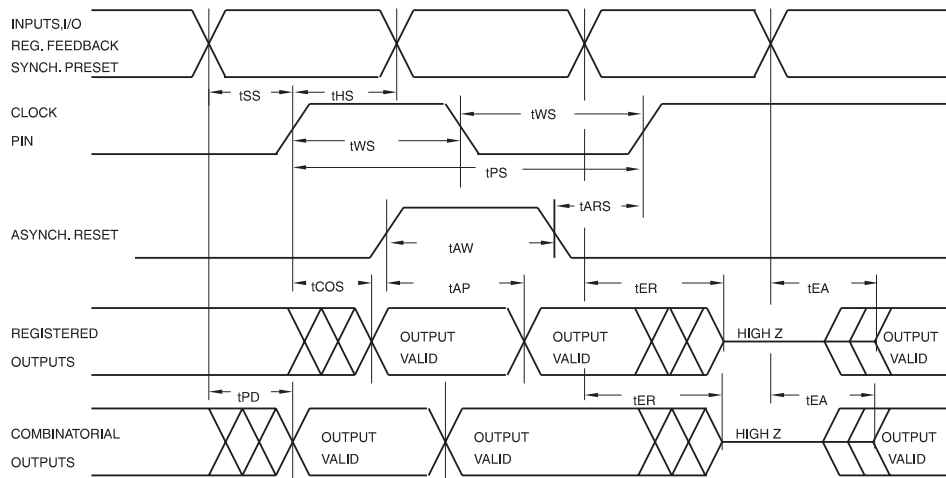 INPUTS,I/O
REG. FEEDBACK
SYNCH. PRESET
tSS
tHS
CLOCK
PIN
tWS
tWS
tPS
tARS
ASYNCH. RESET
tAW
tCOS
tAP
tER
tEA
REGISTERED
OUTPUTS
OUTPUT
VALID
OUTPUT
VALID
HIGH Z
OUTPUT
VALID
tPD
tER
tEA
COMBINATORIAL
OUTPUTS
OUTPUT
VALID
OUTPUT
VALID
HIGH Z
OUTPUT
VALID